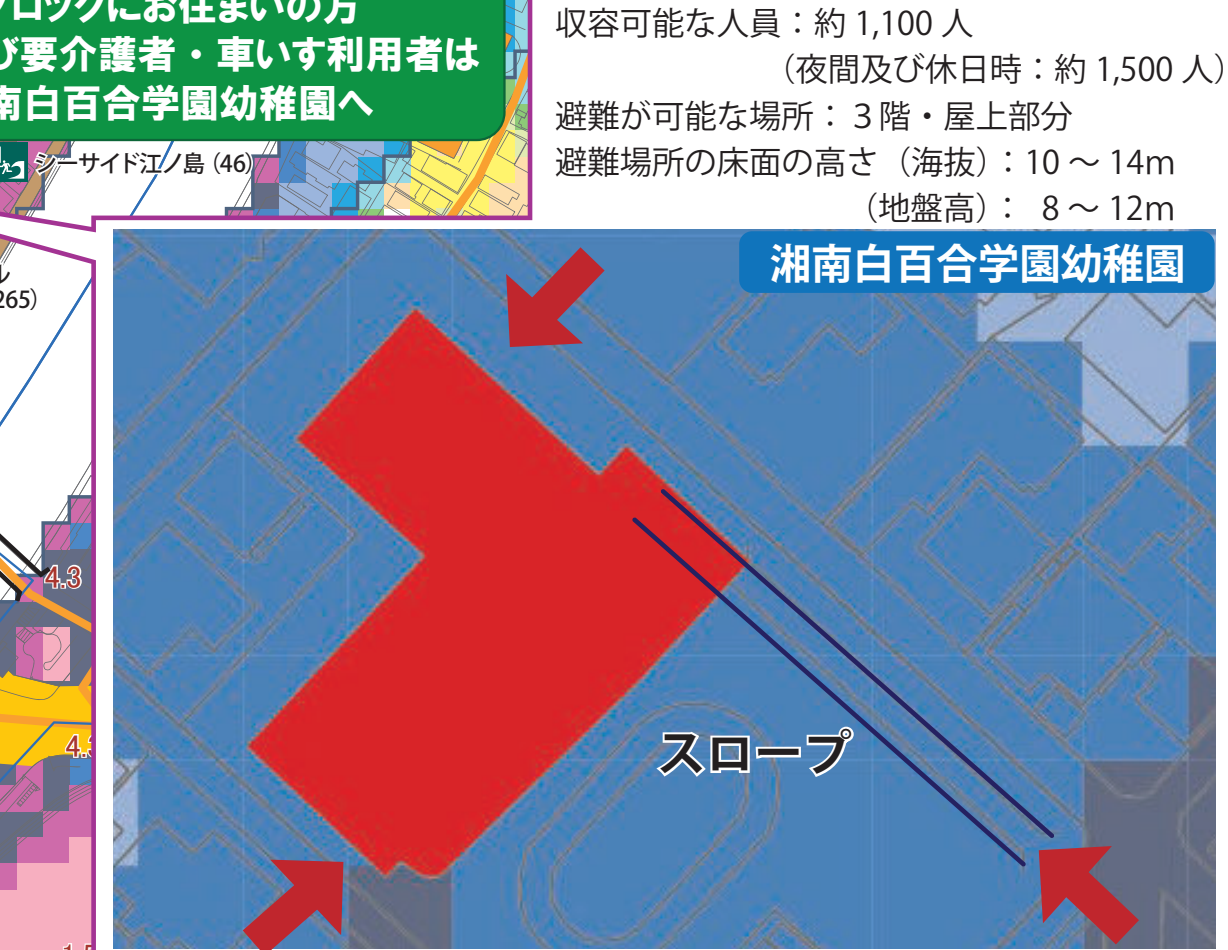 ブロックにお住まいの方
び要介護者・車いす利用者は
南白百合学園幼稚園へ
シーサイド江ノ島 (46)
収容可能な人員：約 1,100 人
（夜間及び休日時：約 1,500 人）
避難が可能な場所：３階・屋上部分
避難場所の床面の高さ（海抜）：10 ～ 14m
（地盤高）： 8 ～ 12m
湘南白百合学園幼稚園
ル
265)
4.3
4.3
スロープ